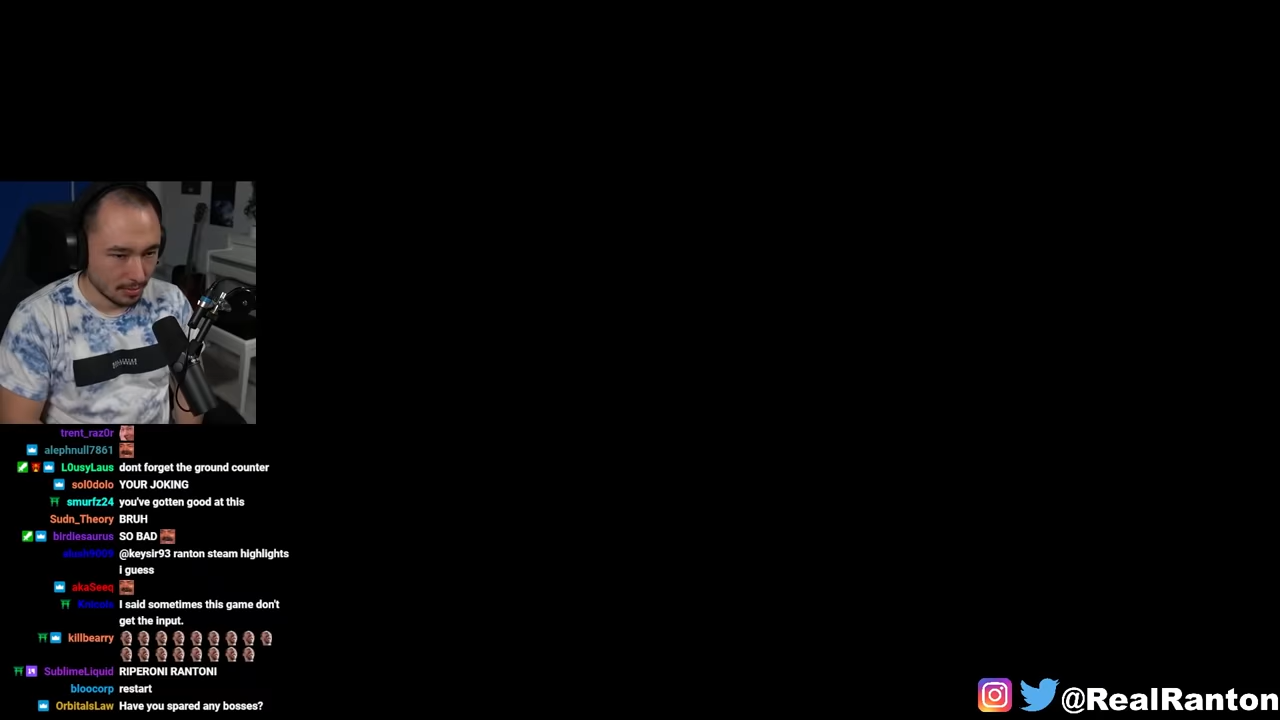 trent_raz0r
alephnull7861
L0usyLaus dont forget the ground counter
sol0dolo YOUR JOKING
smurfz24 you've gotten good at this
Sudn_Theory BRUH
birdiesaurus SO BAD
@keysir93 ranton steam highlights
i guess
akaSeeq
I said sometimes this game don't
get the input.
killbearry
SublimeLiquid RIPERONI RANTONI
bloocorp restart
OrbitalsLaw Have you spared any bosses?
@RealRanton